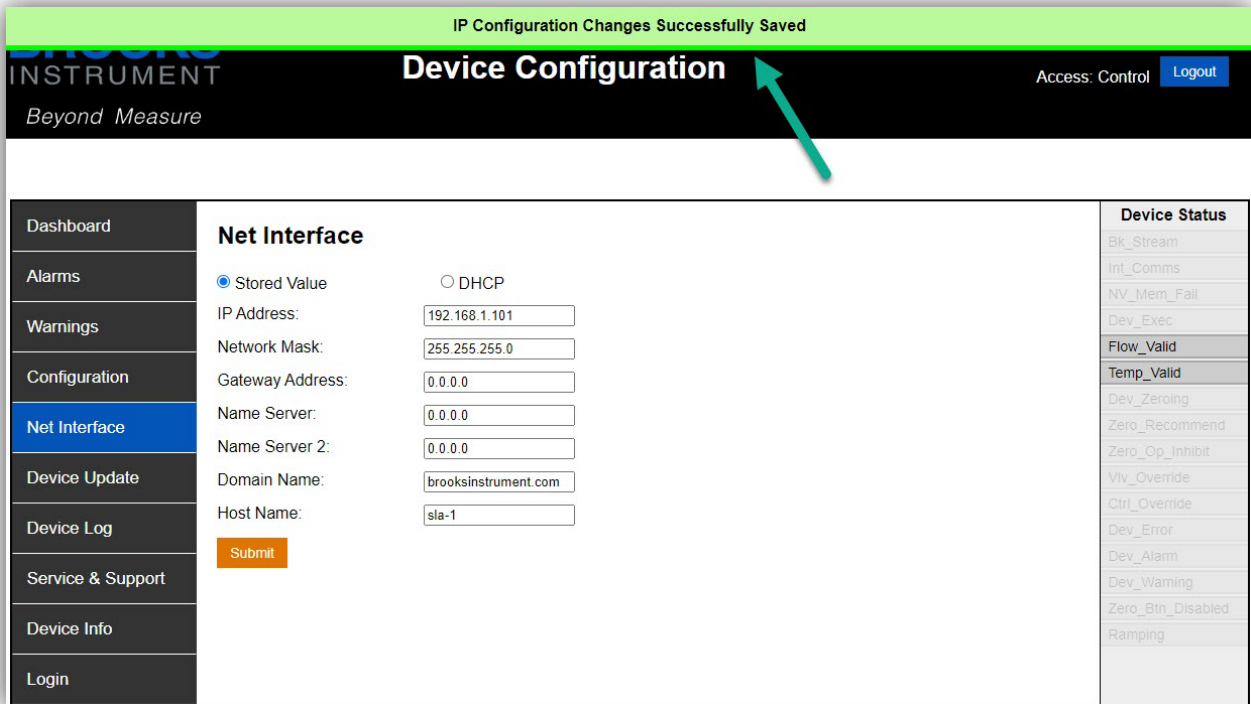 IP Configuration Changes Successfully Saved
BROOKS
INSTRUMENT
Beyond Measure
Device Configuration
Access: Control
Logout
Dashboard
Alarms
Warnings
Configuration
Net Interface
Device Update
Device Log
Service & Support
Device Info
Login
Net Interface
Stored Value DHCP
IP Address: 192.168.1.101
Network Mask: 255.255.255.0
Gateway Address: 0.0.0.0
Name Server: 0.0.0.0
Name Server 2: 0.0.0.0
Domain Name: brooksinstrument.com
Host Name: sla-1
Submit
Device Status
Bk_Stream
Int_Comms
NV_Mem_Fail
Dev_Exec
Flow_Valid
Temp_Valid
Dev_Zeroing
Zero_Recommend
Zero_Op_Inhibit
Vlv_Override
Ctrl_Override
Dev_Error
Dev_Alarm
Dev_Warning
Zero_Btn_Disabled
Ramping